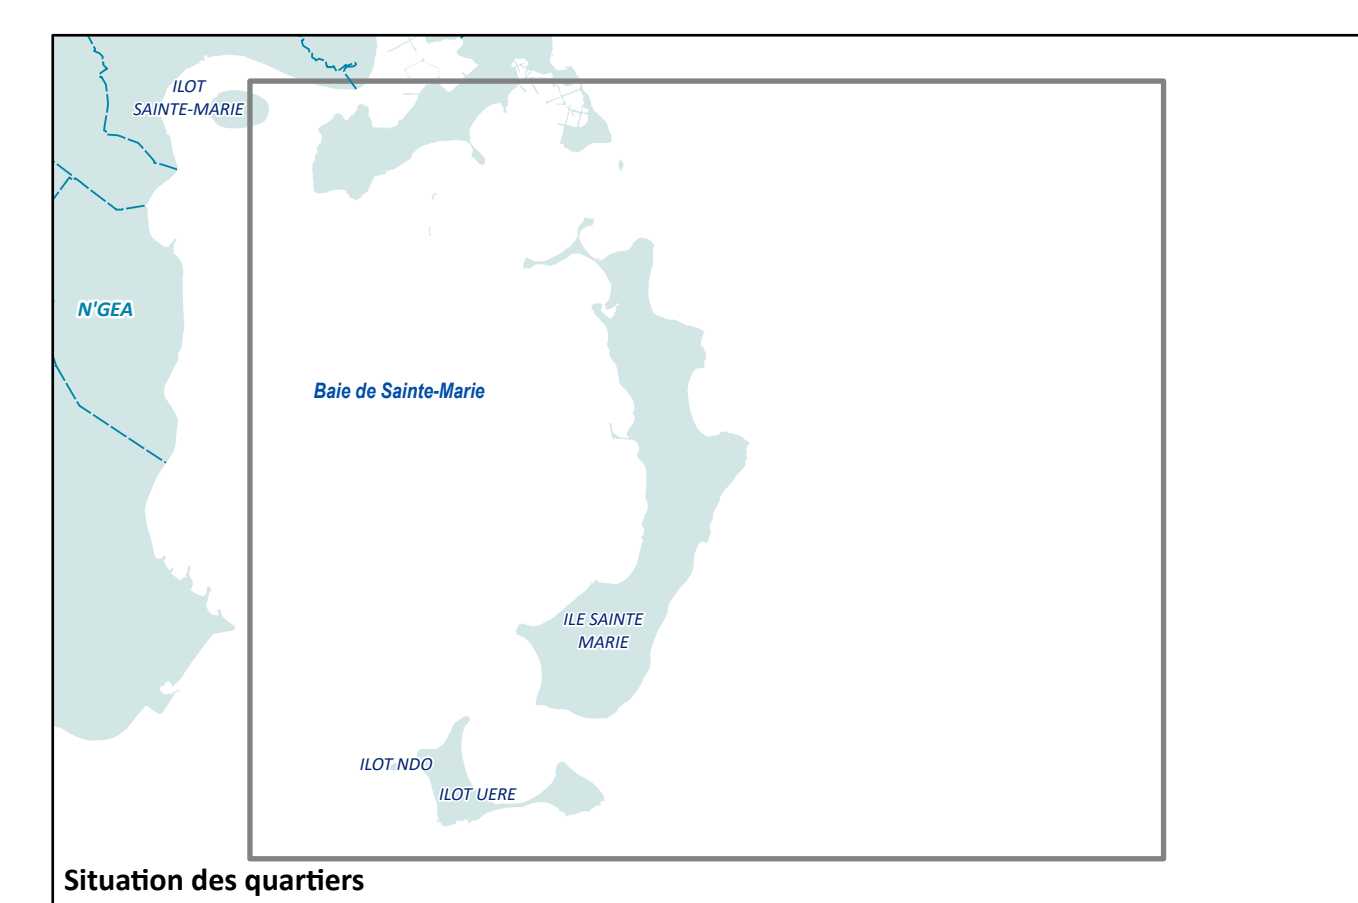 ILOT
SAINTE-MARIE
N'GEA
Baie de Sainte-Marie
ILE SAINTE
MARIE
ILOT NDO
ILOT UERE
Situation des quartiers